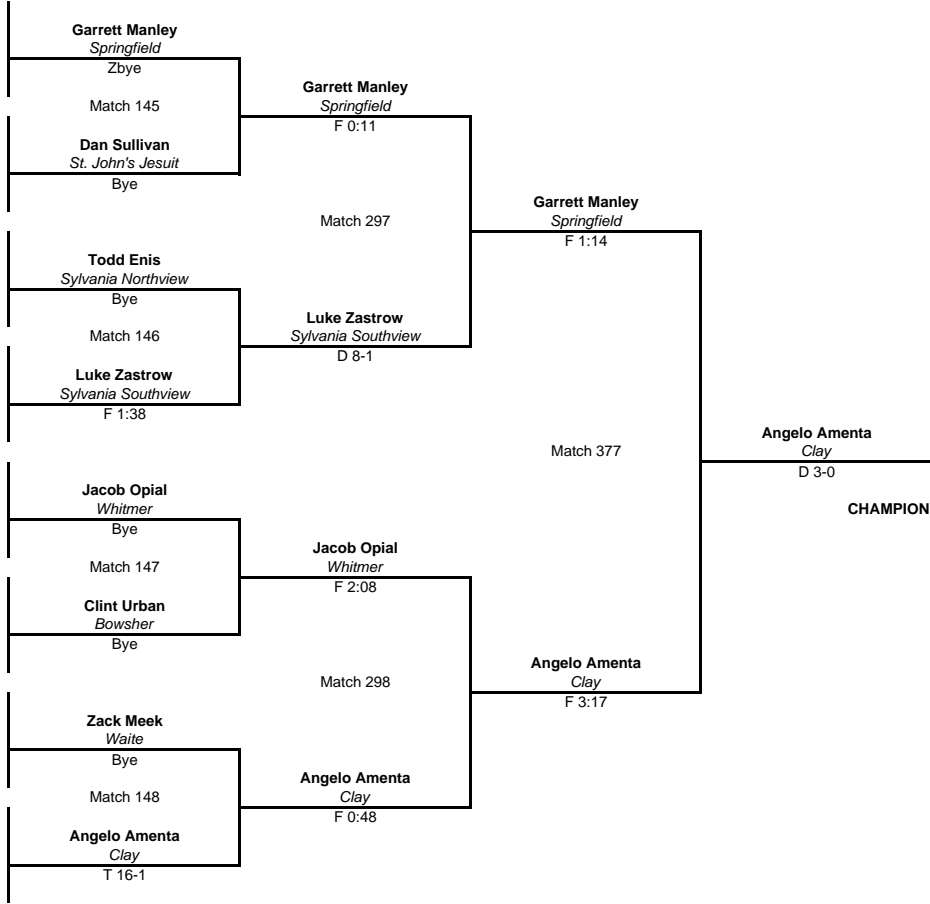 Garrett Manley
Springfield
Zbye
Match 145
Dan Sullivan
St. John's Jesuit
Bye
Todd Enis
Sylvania Northview
Bye
Match 146
Luke Zastrow
Sylvania Southview
F 1:38
Jacob Opial
Whitmer
Bye
Match 147
Clint Urban
Bowsher
Bye
Zack Meek
Waite
Bye
Match 148
Angelo Amenta
Clay
T 16-1
Garrett Manley
Springfield
F 0:11
Match 297
Luke Zastrow
Sylvania Southview
D 8-1
Jacob Opial
Whitmer
F 2:08
Match 298
Angelo Amenta
Clay
F 0:48
Garrett Manley
Springfield
F 1:14
Match 377
Angelo Amenta
Clay
F 3:17
Angelo Amenta
Clay
D 3-0
CHAMPION